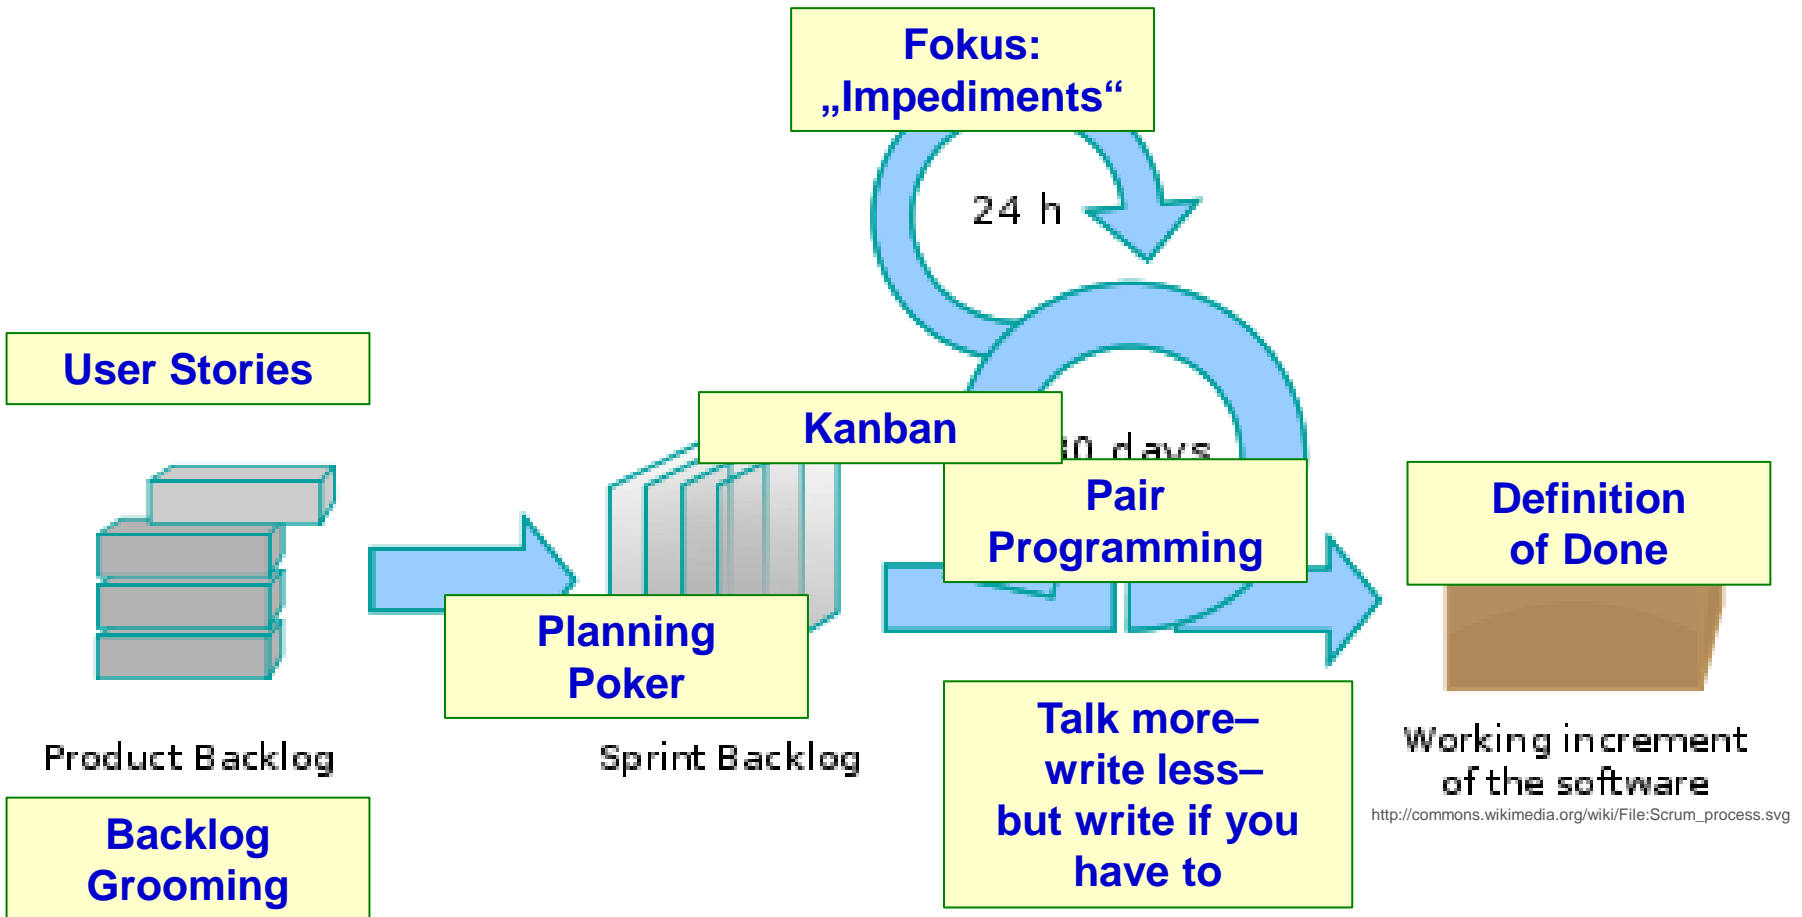 Fokus:
„Impediments“
24 h
User Stories
Kanban
0 days
Pair
Programming
Definition
of Done
Planning
Poker
Product Backlog
Sprint Backlog
Talk more–
write less–
but write if you
have to
Working increment
of the software
http://commons.wikimedia.org/wiki/File:Scrum_process.svg
Backlog
Grooming